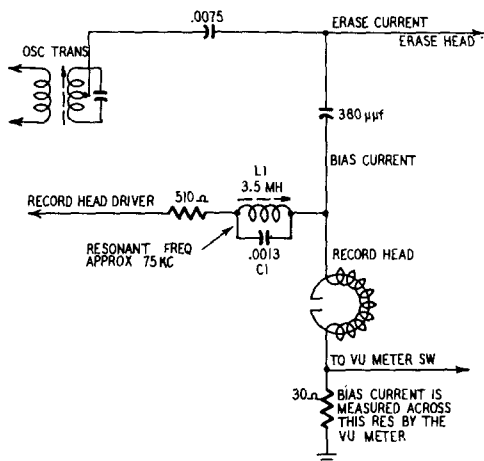 .0075
ERASE CURRENT
ERASE HEAD
OSC TRANS
380 μμf
BIAS CURRENT
L1
3.5 MH
510Ω
RECORD HEAD DRIVER
RESONANT FREQ
APPROX 75KC
.0013
C1
RECORD HEAD
TO VU METER SW
30Ω
BIAS CURRENT IS
MEASURED ACROSS
THIS RES BY THE
VU METER